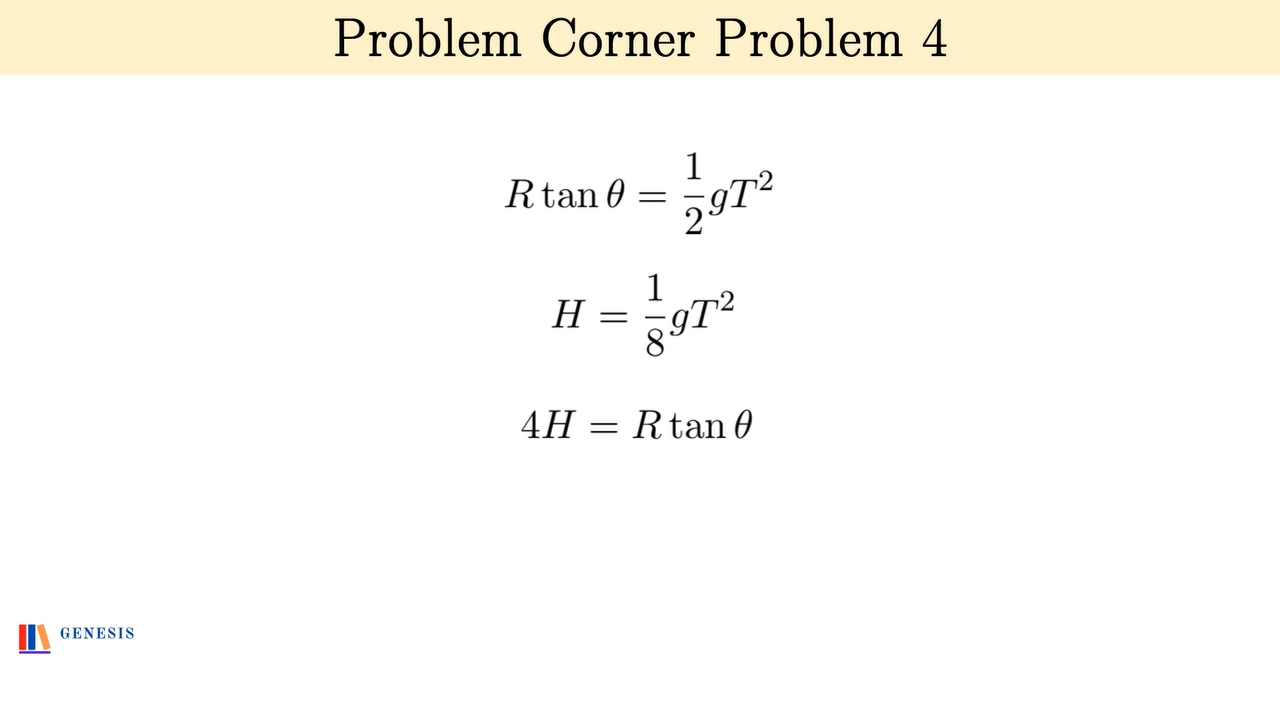 Problem Corner Problem 4
R tan θ = 1/2 gT²
H = 1/8 gT²
4H = R tan θ
GENESIS